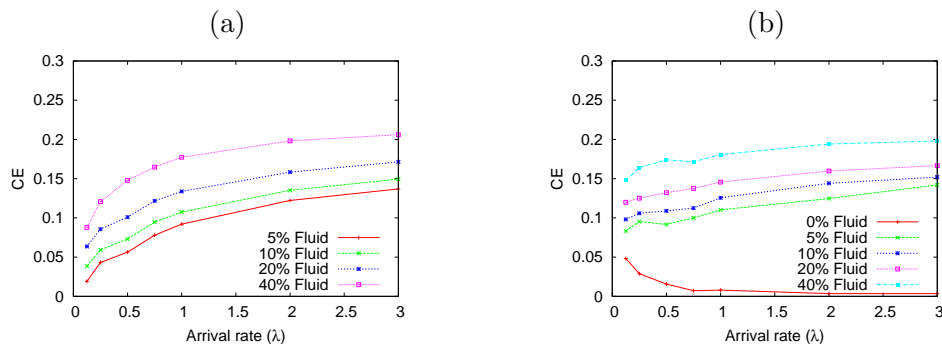 (a)
0.3
0.25
0.2
0.15
0.1
0.05
0
CE
0 0.5 1 1.5 2 2.5 3
Arrival rate (λ)
5% Fluid
10% Fluid
20% Fluid
40% Fluid
(b)
0.3
0.25
0.2
0.15
0.1
0.05
0
CE
0 0.5 1 1.5 2 2.5 3
Arrival rate (λ)
0% Fluid
5% Fluid
10% Fluid
20% Fluid
40% Fluid